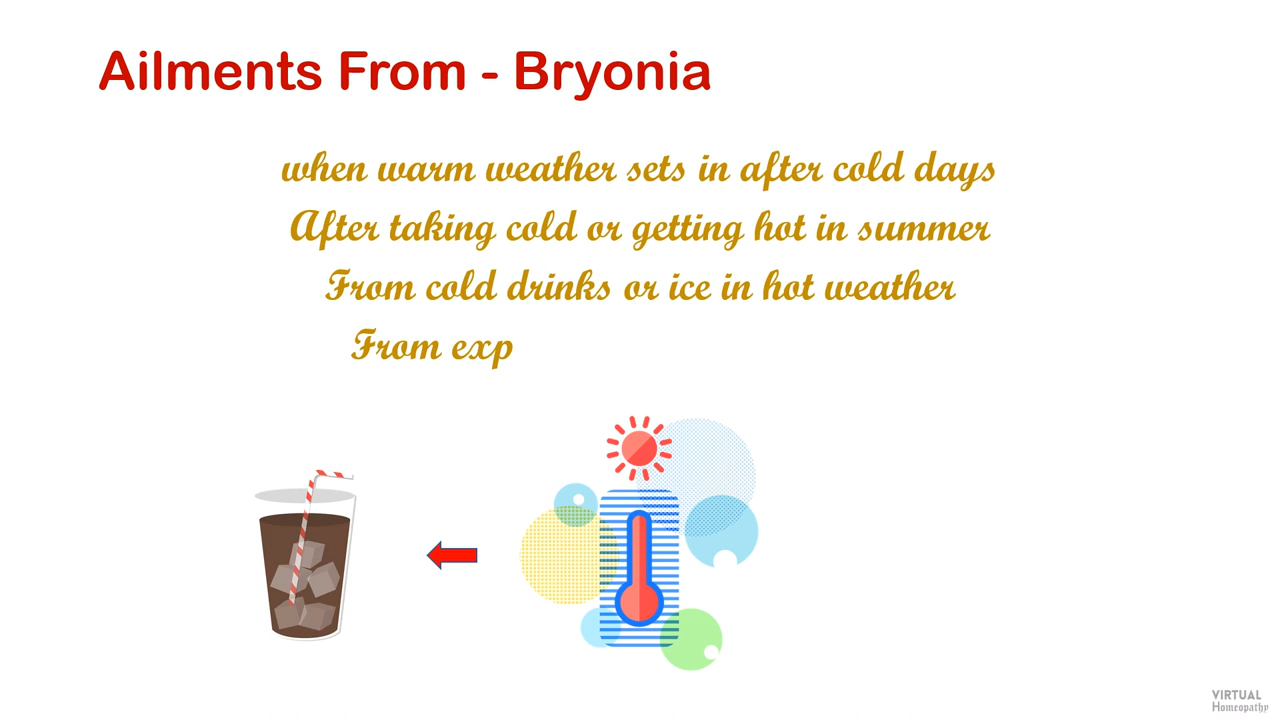 Ailments From - Bryonia
when warm weather sets in after cold days
After taking cold or getting hot in summer
From cold drinks or ice in hot weather
From exp
VIRTUAL
Homeopathy